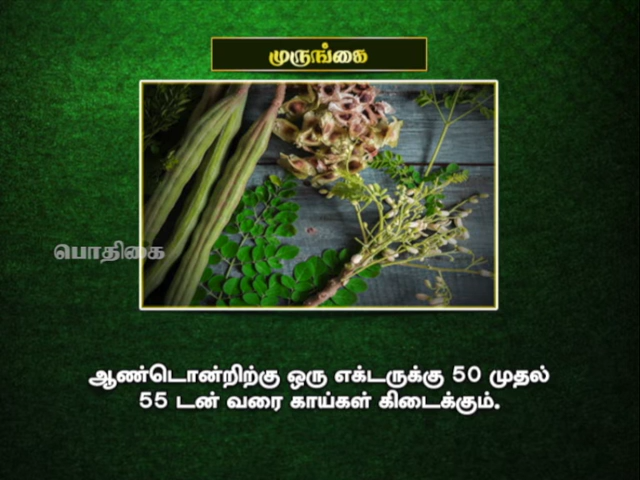 முருங்கை
பொதிகை
ஆண்டொன்றிற்கு ஒரு எக்டருக்கு 50 முதல்
55 டன் வரை காய்கள் கிடைக்கும்.